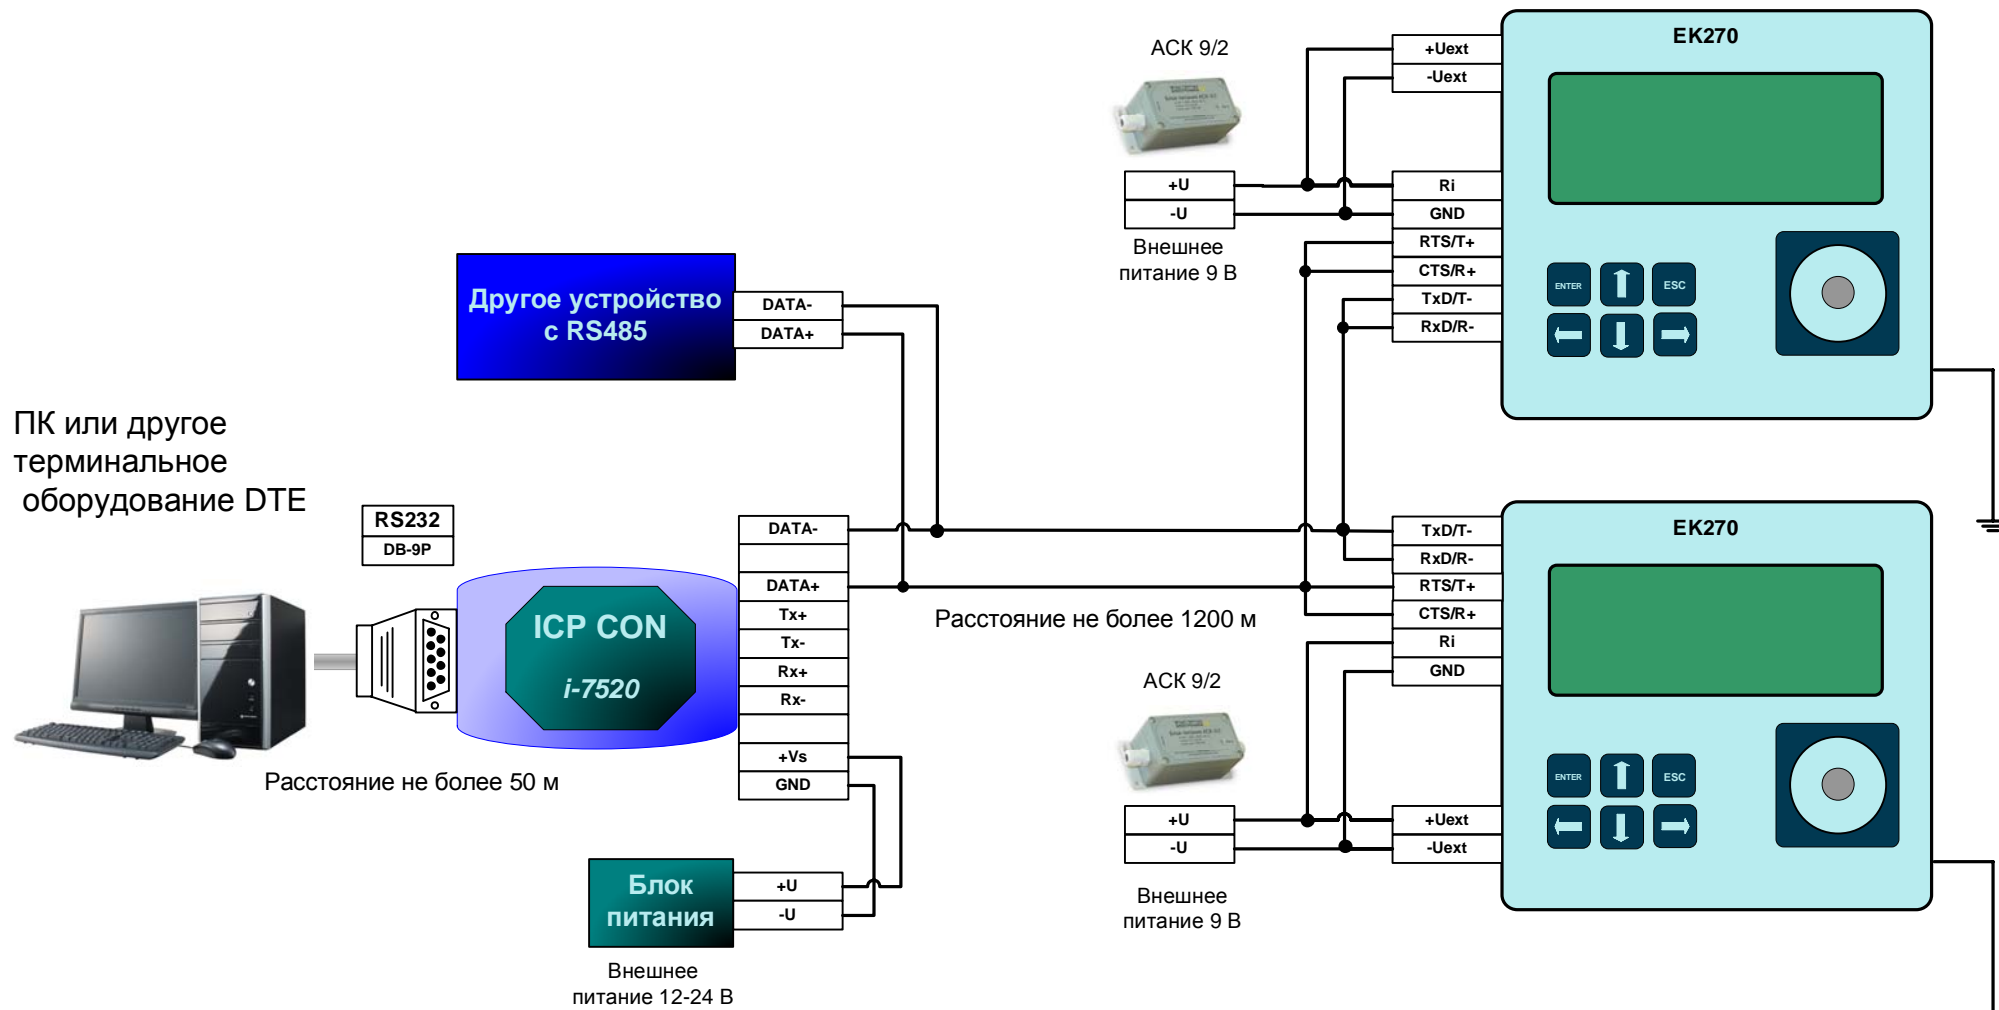 АСК 9/2
+U
-U
Внешнее
питание 9 В
+Uext
-Uext
Ri
GND
RTS/T+
CTS/R+
TxD/T-
RxD/R-
EK270
ENTER
ESC
Другое устройство
с RS485
DATA-
DATA+
ПК или другое
терминальное
оборудование DTE
RS232
DB-9P
ICP CON
i-7520
DATA-
DATA+
Tx+
Tx-
Rx+
Rx-
+Vs
GND
Расстояние не более 50 м
Расстояние не более 1200 м
Блок
питания
+U
-U
Внешнее
питание 12-24 В
TxD/T-
RxD/R-
RTS/T+
CTS/R+
Ri
GND
+Uext
-Uext
EK270
ENTER
ESC
АСК 9/2
+U
-U
Внешнее
питание 9 В